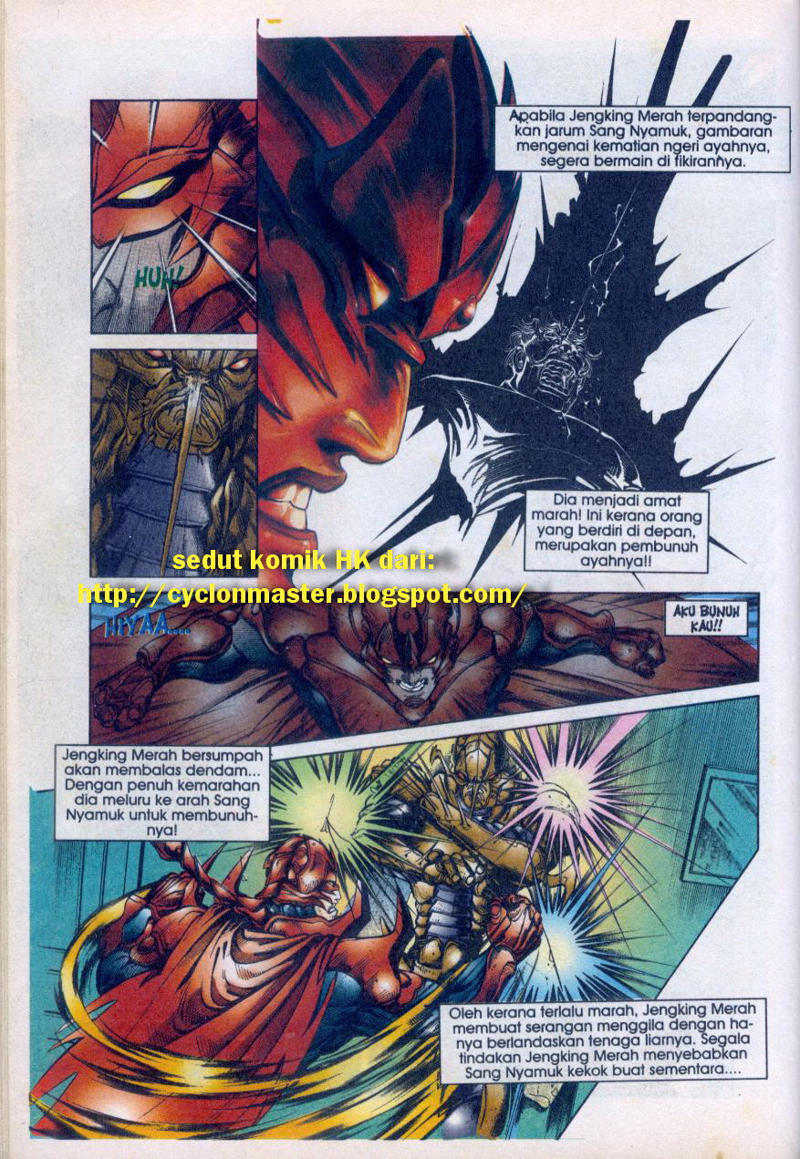 Apabila Jengking Merah terpandang-
kan jarum Sang Nyamuk, gambaran
mengenai kematian ngeri ayahnya,
segera bermain di fikirannya.
HUH!
Dia menjadi amat
marah! Ini kerana orang
yang berdiri di depan,
merupakan pembunuh
ayahnya!!
sedut komik HK dari:
http://cyclonmaster.blogspot.com/
HIYAA.....
AKU BUNUH
KAU!!
Jengking Merah bersumpah
akan membalas dendam...
Dengan penuh kemarahan
dia meluru ke arah Sang
Nyamuk untuk membunuh-
nya!
Oleh kerana terlalu marah, Jengking Merah
membuat serangan menggila dengan ha-
nya berlandaskan tenaga liarnya. Segala
tindakan Jengking Merah menyebabkan
Sang Nyamuk kekok buat sementara....